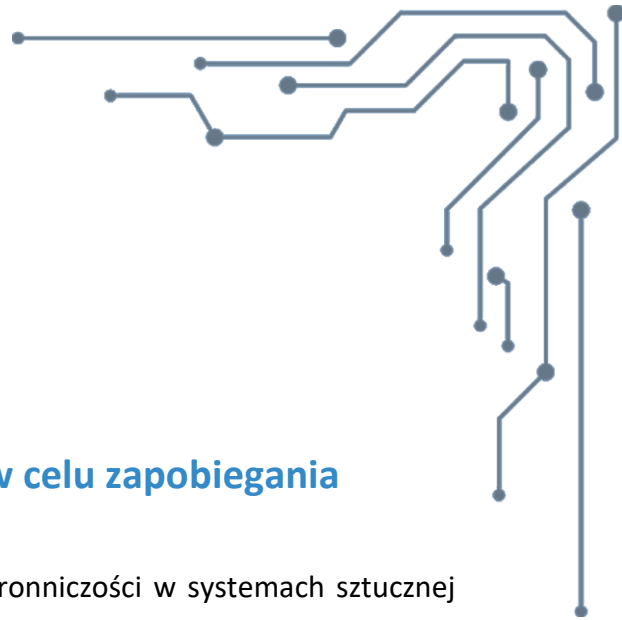 w celu zapobiegania
ronniczości w systemach sztucznej